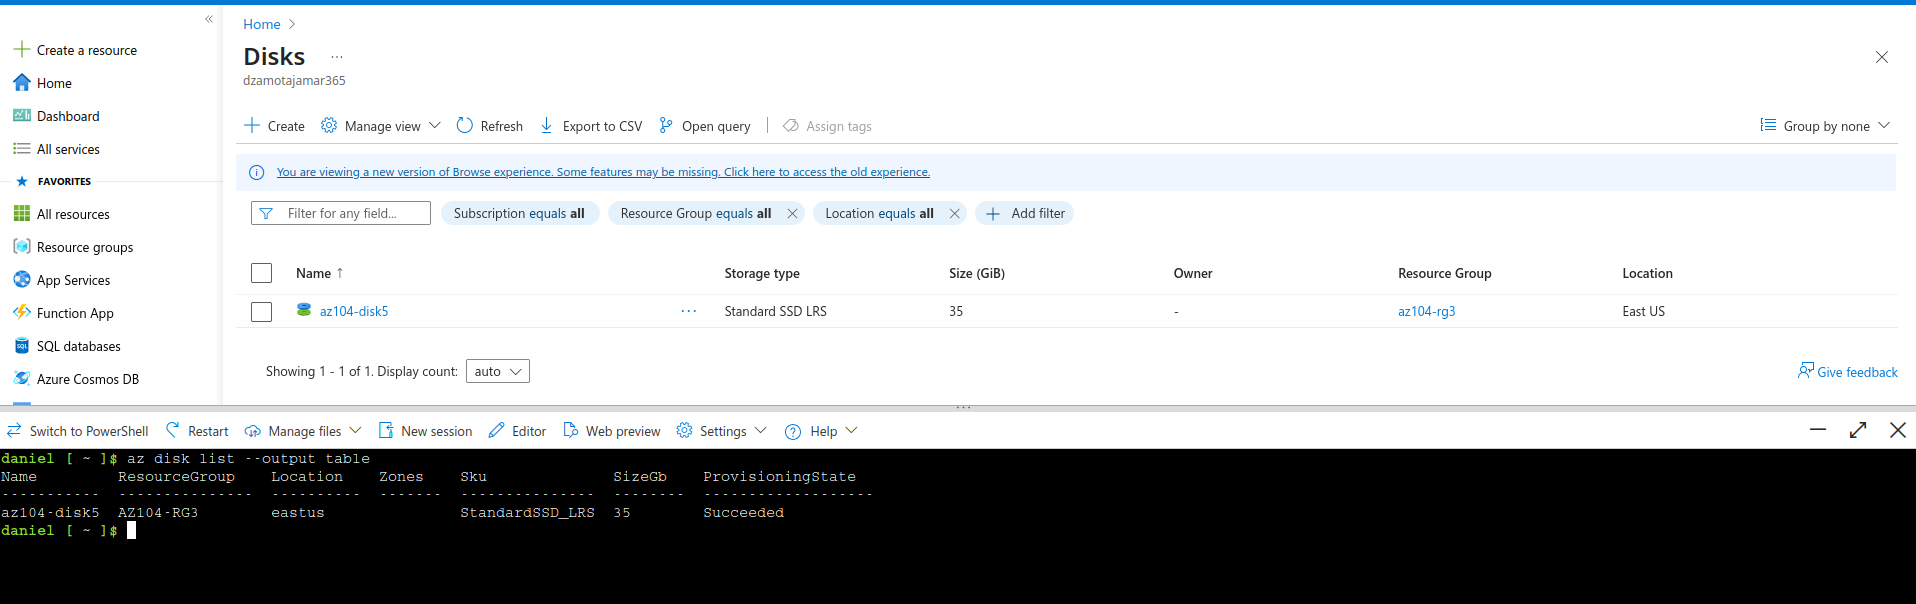 «
Create a resource
Home
Dashboard
All services
FAVORITES
All resources
Resource groups
App Services
Function App
SQL databases
Azure Cosmos DB
Home >
Disks ...
dzamotajamar365
Create Manage view Refresh Export to CSV Open query | Assign tags Group by none
You are viewing a new version of Browse experience. Some features may be missing. Click here to access the old experience.
Filter for any field... Subscription equals all Resource Group equals all Location equals all Add filter
Name ↑ Storage type Size (GiB) Owner Resource Group Location
az104-disk5 ... Standard SSD LRS 35 - az104-rg3 East US
Showing 1 - 1 of 1. Display count: auto
Give feedback
Switch to PowerShell Restart Manage files New session Editor Web preview Settings Help
daniel [ ~ ]$ az disk list --output table
Name ResourceGroup Location Zones Sku SizeGb ProvisioningState
----------- --------------- ---------- ------- --------------- -------- -------------------
az104-disk5 AZ104-RG3 eastus StandardSSD_LRS 35 Succeeded
daniel [ ~ ]$